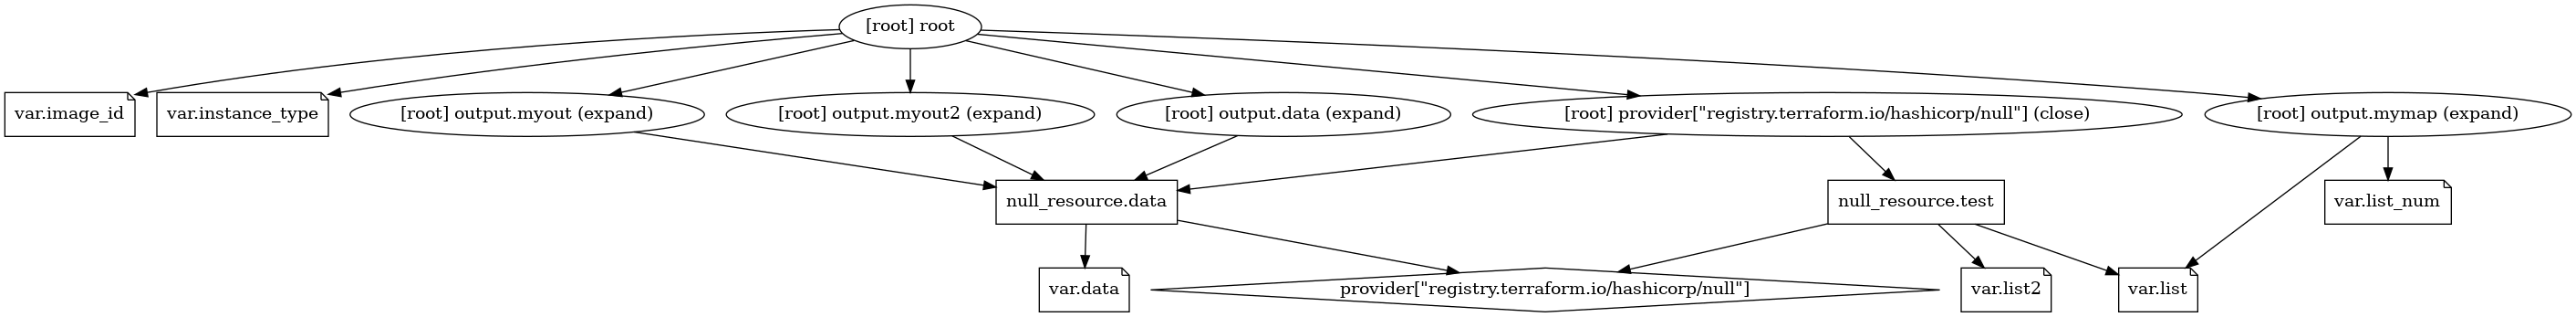 [root] root
var.image_id
var.instance_type
[root] output.myout (expand)
[root] output.myout2 (expand)
[root] output.data (expand)
[root] provider["registry.terraform.io/hashicorp/null"] (close)
[root] output.mymap (expand)
null_resource.data
null_resource.test
var.list_num
var.data
provider["registry.terraform.io/hashicorp/null"]
var.list2
var.list